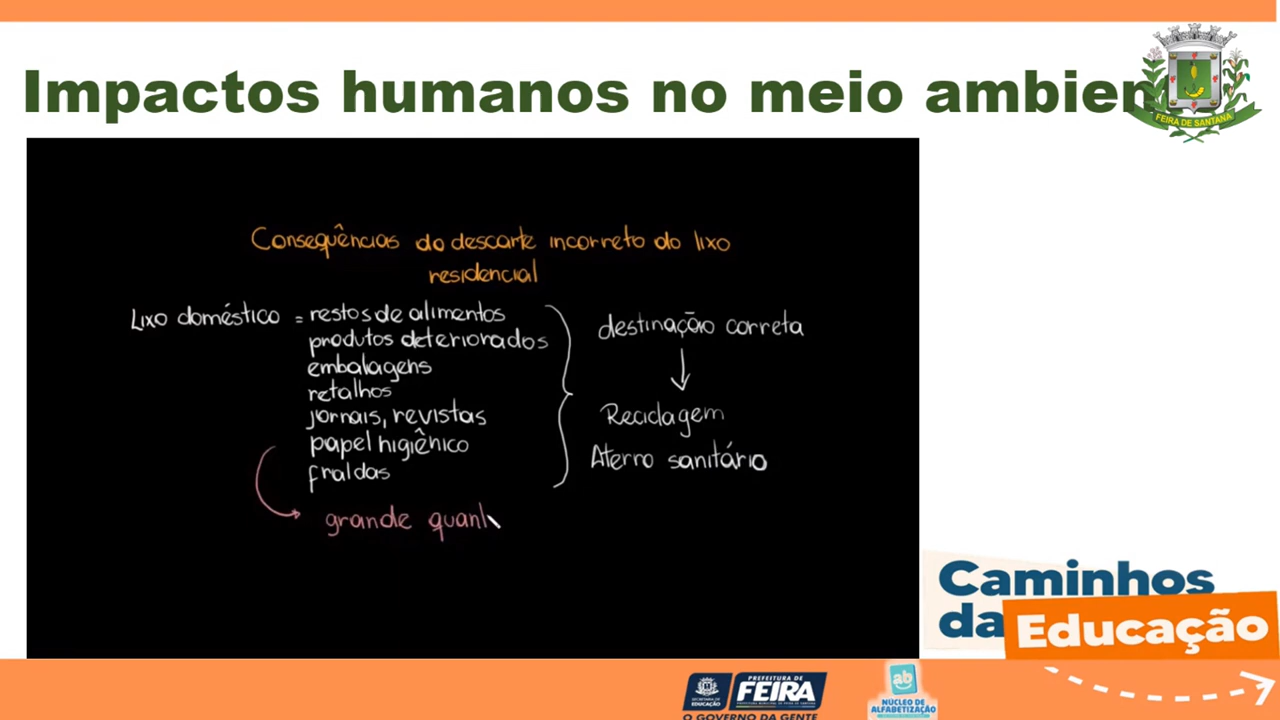 Impactos humanos no meio ambien
FEIRA DE SANTANA
Consequências do descarte incorreto do lixo
residencial
Lixo doméstico = restos de alimentos
produtos deteriorados
embalagens
retalhos
jornais, revistas
papel higiênico
fraldas
destinação correta
Reciclagem
Aterro sanitário
grande quant
Caminhos
da Educação
SECRETARIA DE
EDUCAÇÃO
PREFEITURA DE
FEIRA
O GOVERNO DA GENTE
ab
NÚCLEO DE
ALFABETIZAÇÃO